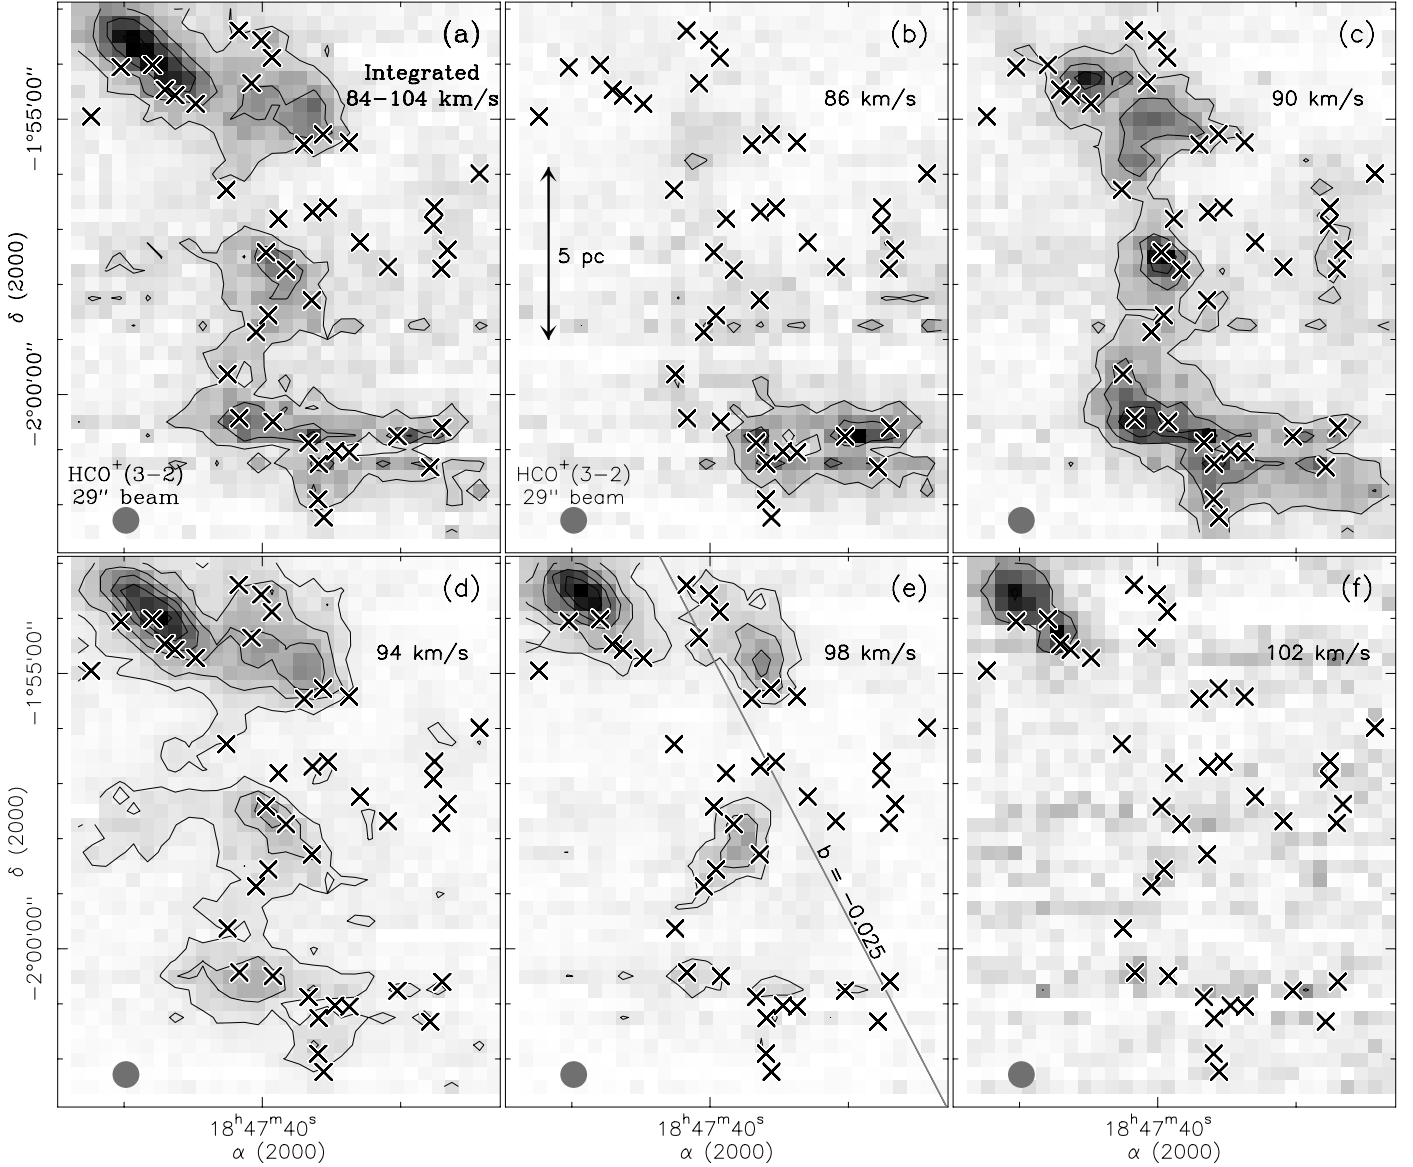 (a)
Integrated
84−104 km/s
−1°55'00"
δ (2000)
−2°00'00"
HCO+(3−2)
29" beam
(b)
86 km/s
5 pc
HCO+(3−2)
29" beam
(c)
90 km/s
(d)
94 km/s
−1°55'00"
δ (2000)
−2°00'00"
18h47m40s
α (2000)
(e)
98 km/s
b = −0.025
18h47m40s
α (2000)
(f)
102 km/s
18h47m40s
α (2000)